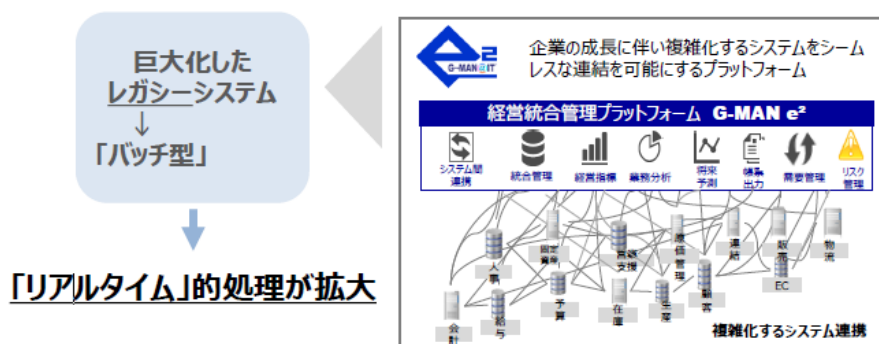 巨大化した
レガシーシステム
↓
「バッチ型」
「リアルタイム」的処理が拡大
e²
G-MAN@IT
企業の成長に伴い複雑化するシステムをシーム
レスな連結を可能にするプラットフォーム
経営統合管理プラットフォーム G-MAN e²
システム間
連携
統合管理
経営指標
業務分析
将来
予測
帳票
出力
需要管理
リスク
管理
人事
固定
資産
営業
支援
原価
管理
連結
販売
物流
会計
給与
予算
在庫
生産
顧客
EC
複雑化するシステム連携